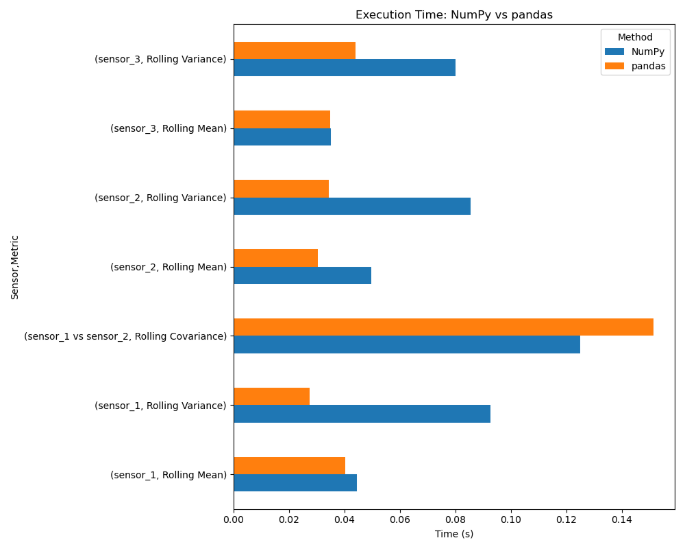 Execution Time: NumPy vs pandas
Method
NumPy
pandas
(sensor_3, Rolling Variance)
(sensor_3, Rolling Mean)
(sensor_2, Rolling Variance)
(sensor_2, Rolling Mean)
(sensor_1 vs sensor_2, Rolling Covariance)
(sensor_1, Rolling Variance)
(sensor_1, Rolling Mean)
Sensor,Metric
0.00 0.02 0.04 0.06 0.08 0.10 0.12 0.14
Time (s)